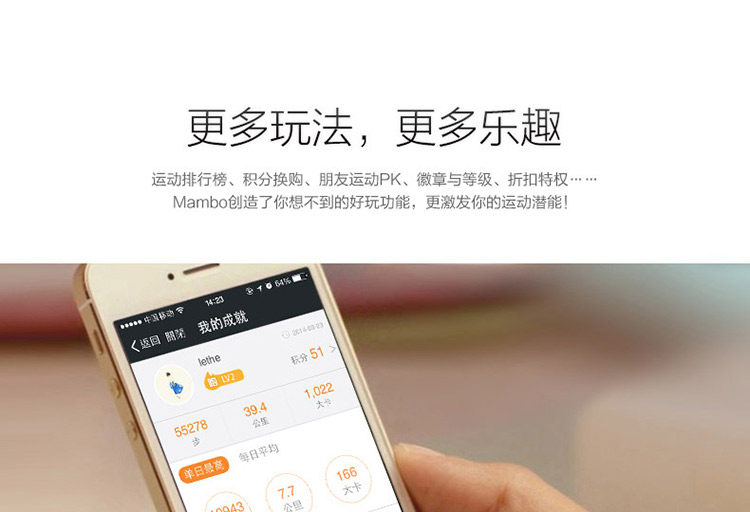 更多玩法，更多乐趣
运动排行榜、积分换购、朋友运动PK、徽章与等级、折扣特权……
Mambo创造了你想不到的好玩功能，更激发你的运动潜能！
中国移动 14:23 64%
返回 關閉 我的成就
2014-09-23
lethe
LV2
积分 51
55278 39.4 1,022
步 公里 大卡
单日最高 每日平均
7.7 166
公里 大卡